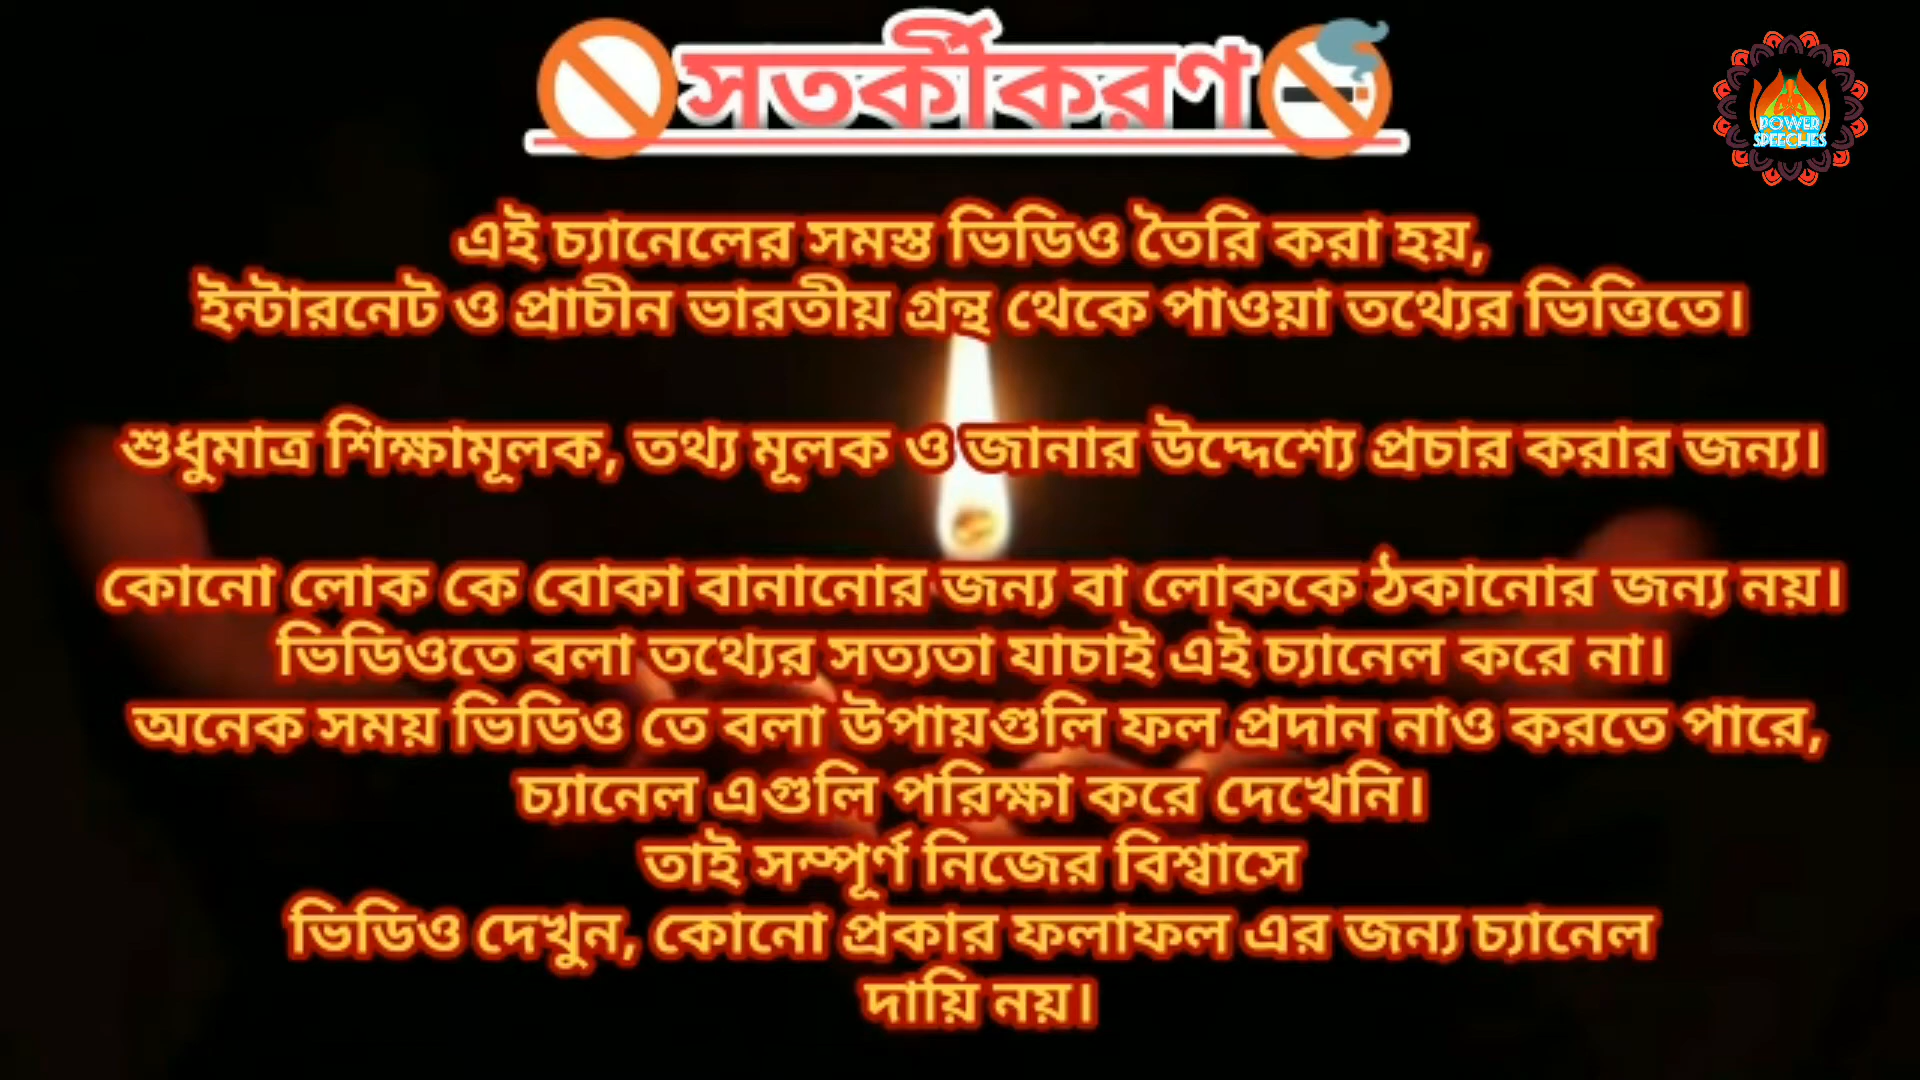 সতর্কীকরণ
POWER
SPEECHES
এই চ্যানেলের সমস্ত ভিডিও তৈরি করা হয়,
ইন্টারনেট ও প্রাচীন ভারতীয় গ্রন্থ থেকে পাওয়া তথ্যের ভিত্তিতে।
শুধুমাত্র শিক্ষামূলক, তথ্য মূলক ও জানার উদ্দেশ্যে প্রচার করার জন্য।
কোনো লোক কে বোকা বানানোর জন্য বা লোককে ঠকানোর জন্য নয়।
ভিডিওতে বলা তথ্যের সত্যতা যাচাই এই চ্যানেল করে না।
অনেক সময় ভিডিও তে বলা উপায়গুলি ফল প্রদান নাও করতে পারে,
চ্যানেল এগুলি পরিক্ষা করে দেখেনি।
তাই সম্পূর্ণ নিজের বিশ্বাসে
ভিডিও দেখুন, কোনো প্রকার ফলাফল এর জন্য চ্যানেল
দায়ি নয়।